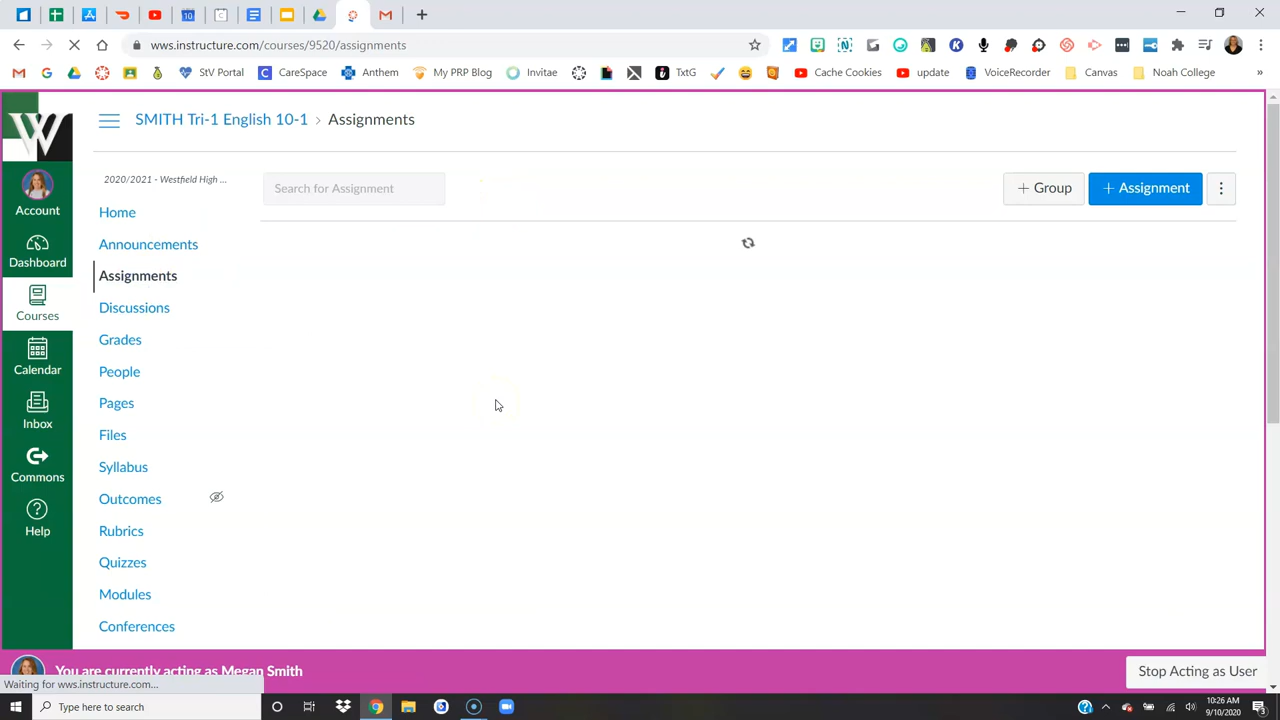 wws.instructure.com/courses/9520/assignments
StV Portal
CareSpace
Anthem
My PRP Blog
Invitae
TxtG
Cache Cookies
update
VoiceRecorder
Canvas
Noah College
»
W
SMITH Tri-1 English 10-1 › Assignments
2020/2021 - Westfield High ...
Search for Assignment
+ Group
+ Assignment
Account
Dashboard
Courses
Calendar
Inbox
Commons
Help
Home
Announcements
Assignments
Discussions
Grades
People
Pages
Files
Syllabus
Outcomes
Rubrics
Quizzes
Modules
Conferences
You are currently acting as Megan Smith
Stop Acting as User
Waiting for wws.instructure.com...
Type here to search
10:26 AM
9/10/2020